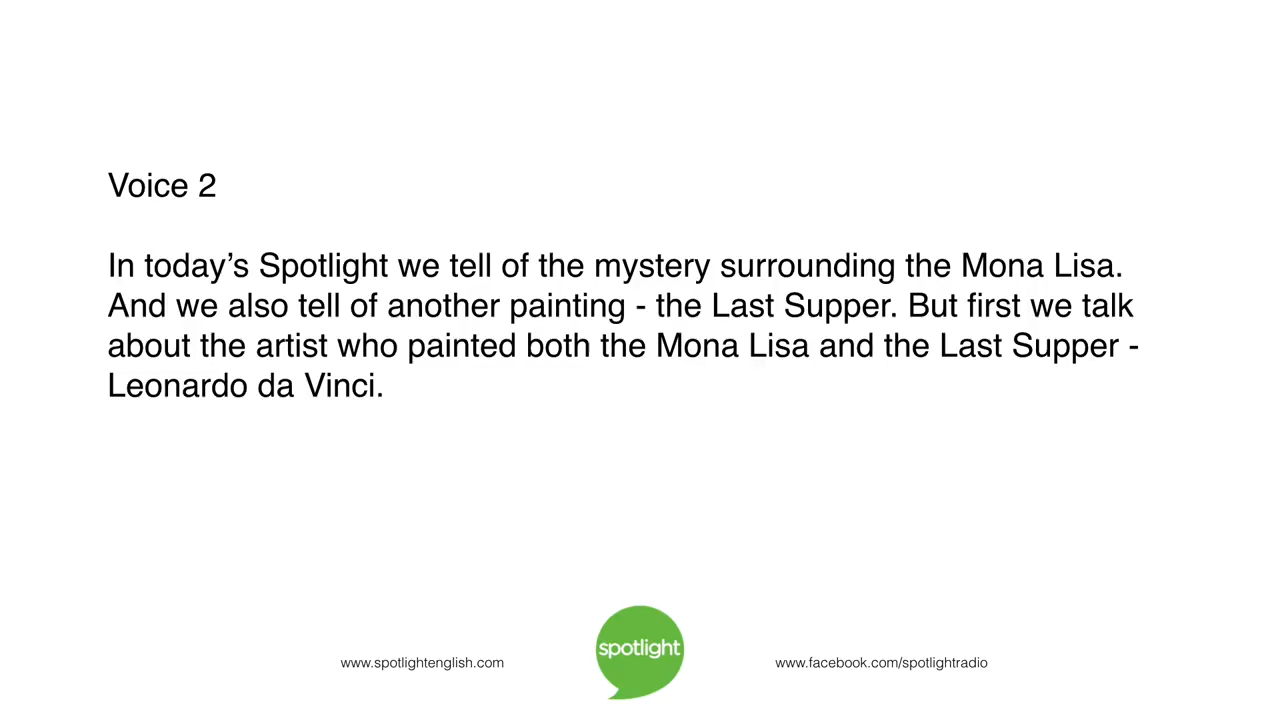 Voice 2
In today’s Spotlight we tell of the mystery surrounding the Mona Lisa.
And we also tell of another painting - the Last Supper. But first we talk
about the artist who painted both the Mona Lisa and the Last Supper -
Leonardo da Vinci.
www.spotlightenglish.com
spotlight
www.facebook.com/spotlightradio